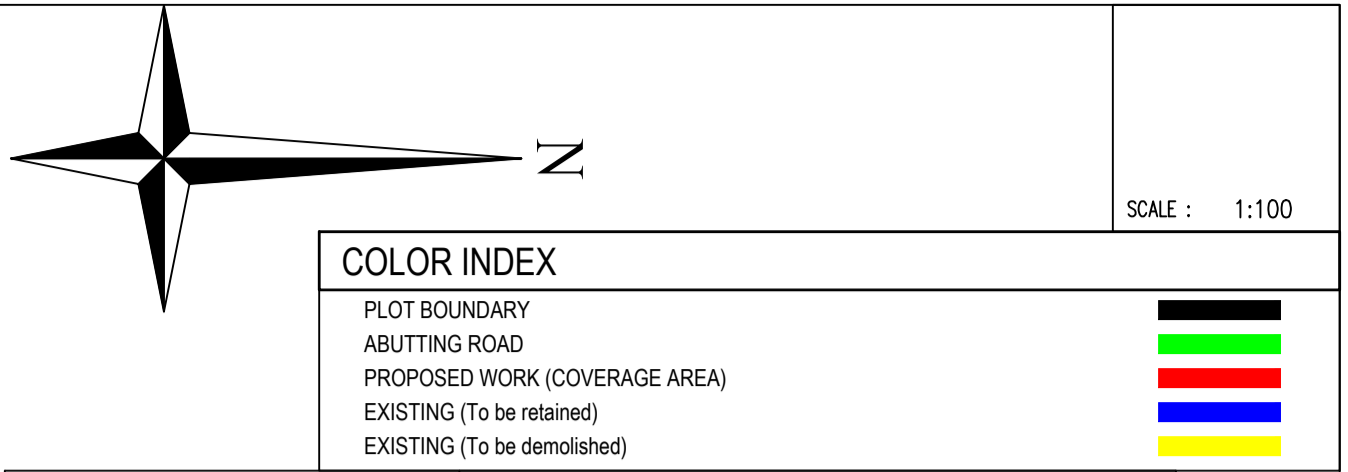 N
SCALE : 1:100
COLOR INDEX
PLOT BOUNDARY
ABUTTING ROAD
PROPOSED WORK (COVERAGE AREA)
EXISTING (To be retained)
EXISTING (To be demolished)